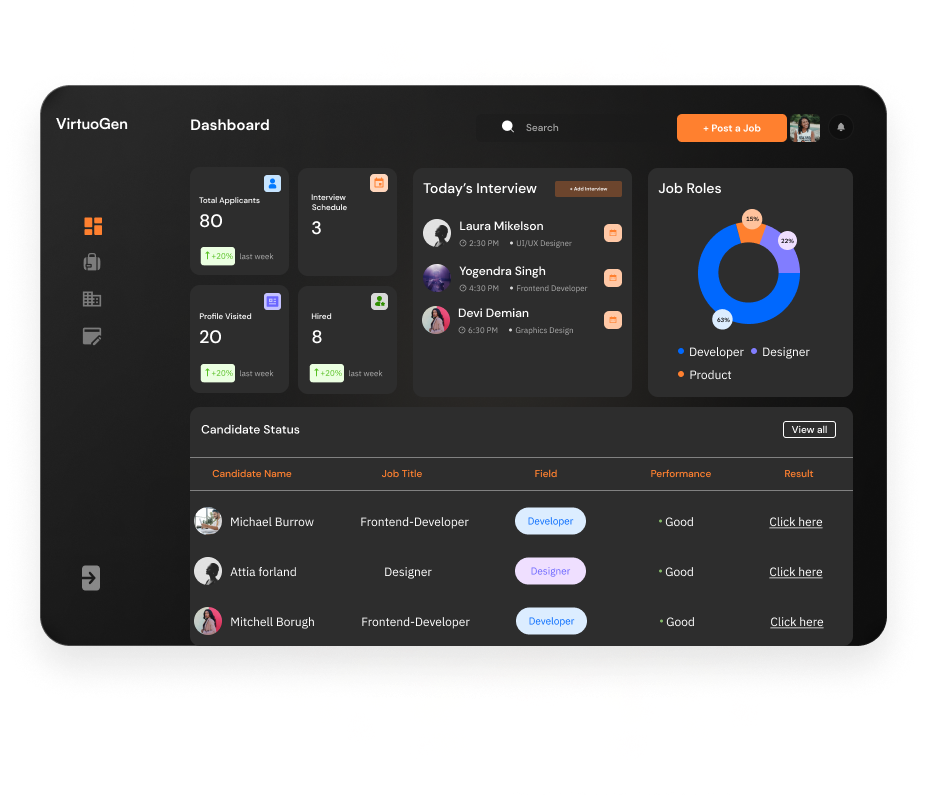 VirtuoGen
Dashboard
Search
+ Post a Job
Total Applicants
80
+20% last week
Interview
Schedule
3
Profile Visited
20
+20% last week
Hired
8
+20% last week
Today's Interview
+ Add Interview
Laura Mikelson
2:30 PM • UI/UX Designer
Yogendra Singh
4:30 PM • Frontend Developer
Devi Demian
6:30 PM • Graphics Design
Job Roles
15%
22%
63%
Developer
Designer
Product
Candidate Status
View all
Candidate Name Job Title Field Performance Result
Michael Burrow Frontend-Developer Developer • Good Click here
Attia forland Designer Designer • Good Click here
Mitchell Borugh Frontend-Developer Developer • Good Click here